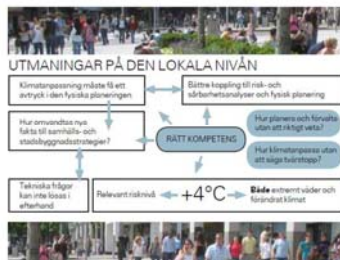 UTMANINGAR PÅ DEN LOKALA NIVÅN
Klimatanpassning måste få ett
avtryck i den fysiska planeringen
Bättre koppling till risk- och
sårbarhetsanalyser och fysisk planering
Hur omvandlas nya
fakta till samhälls- och
stadsbyggnadsstrategier?
RÄTT KOMPETENS
Hur planera och förvalta
utan att riktigt veta?
Hur klimatanpassa utan
att säga tvärstopp?
Tekniska frågor
kan inte lösas i
efterhand
Relevant risknivå
+4°C
Både extremt väder och
förändrat klimat